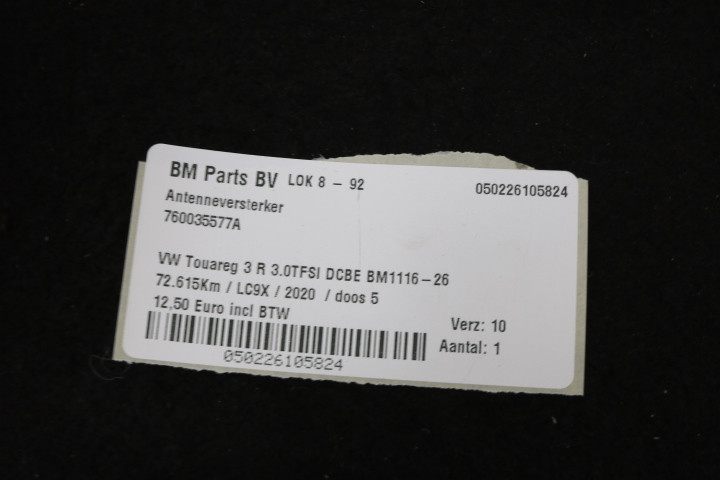 BM Parts BV LOK 8 - 92 050226105824
Antenneversterker
760035577A
VW Touareg 3 R 3.0TFSI DCBE BM1116-26
72.615Km / LC9X / 2020 / doos 5
12,50 Euro incl BTW
Verz: 10
Aantal: 1
050226105824